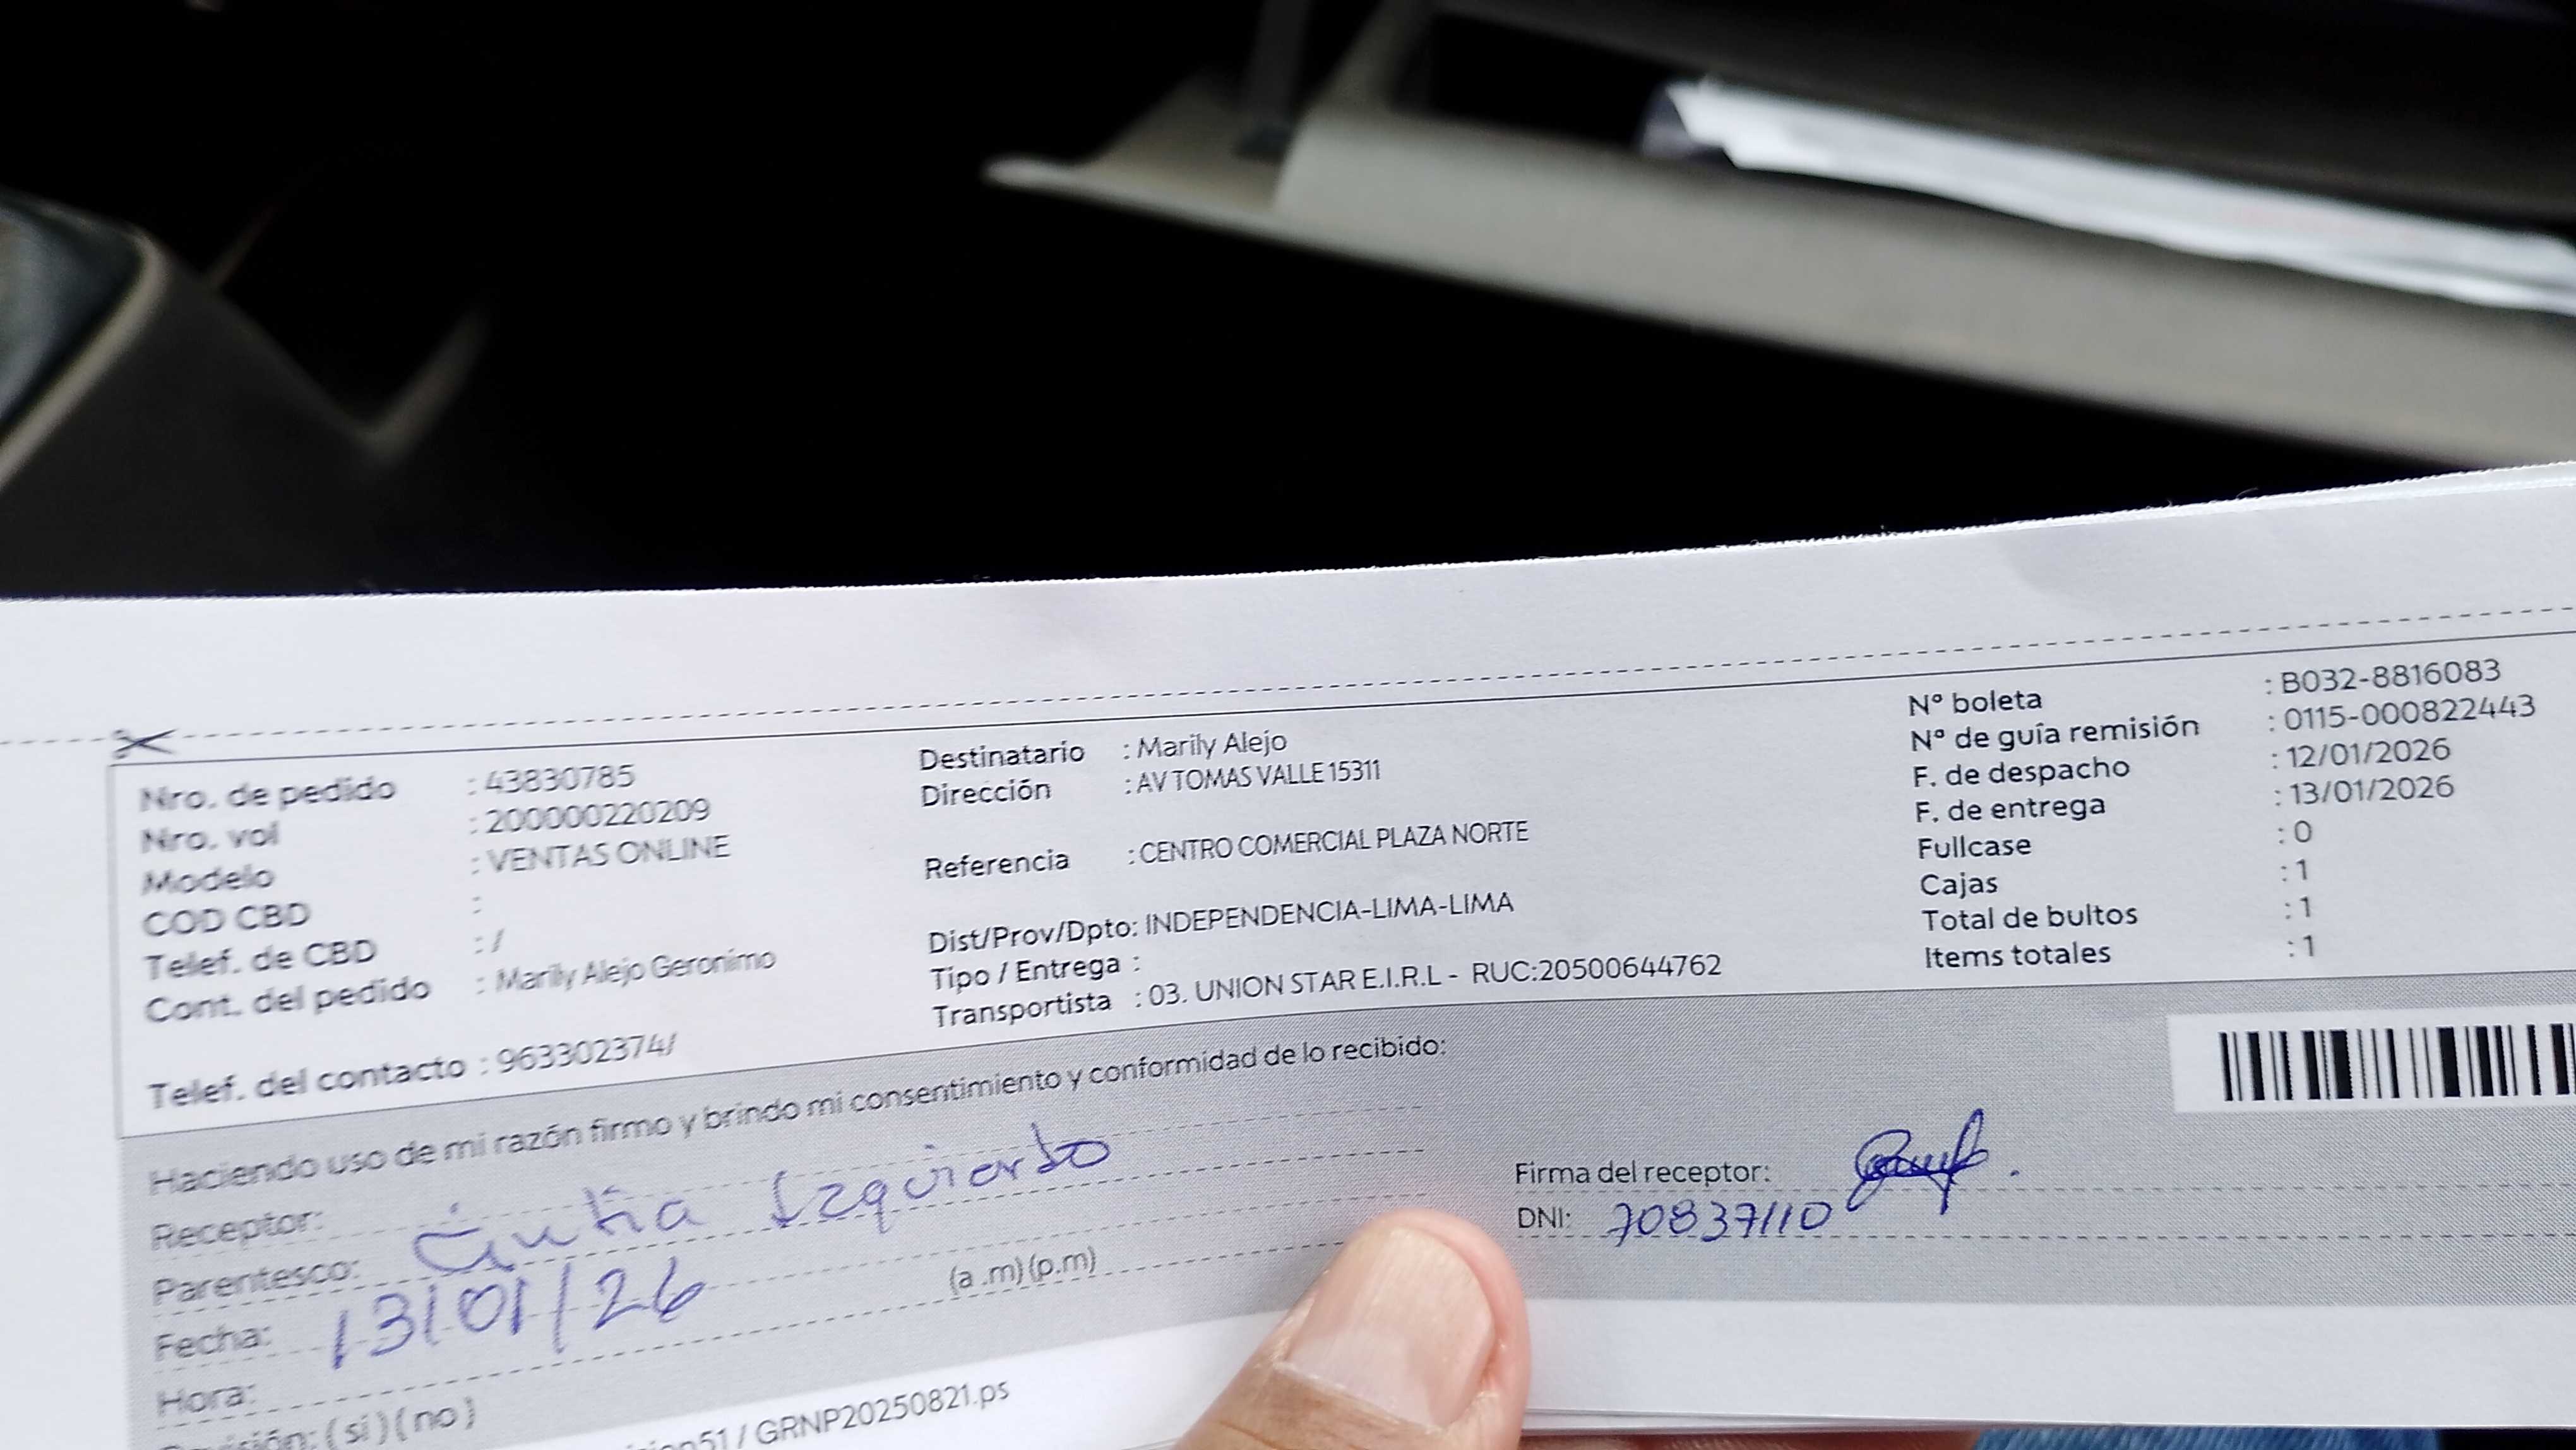 Nro. de pedido : 43830785
Nro. vol : 200000220209
Modelo : VENTAS ONLINE
COD CBD :
Telef. de CBD : /
Cont. del pedido : Marily Alejo Geronimo
Telef. del contacto : 963302374/
Destinatario : Marily Alejo
Dirección : AV TOMAS VALLE 15311
Referencia : CENTRO COMERCIAL PLAZA NORTE
Dist/Prov/Dpto: INDEPENDENCIA-LIMA-LIMA
Tipo / Entrega :
Transportista : 03. UNION STAR E.I.R.L - RUC:20500644762
Nº boleta : B032-8816083
Nº de guía remisión : 0115-000822443
F. de despacho : 12/01/2026
F. de entrega : 13/01/2026
Fullcase : 0
Cajas : 1
Total de bultos : 1
Items totales : 1
Haciendo uso de mi razón firmo y brindo mi consentimiento y conformidad de lo recibido:
Receptor: Izquierdo
Parentesco:
Fecha: 13/01/26
Hora: (a .m) (p.m)
(si) (no)
Firma del receptor:
DNI: 70837110
51 / GRNP20250821.ps